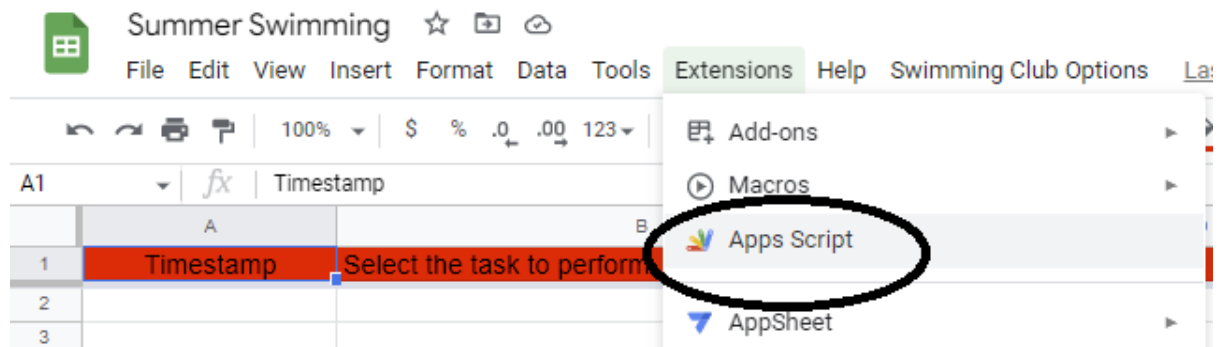 Summer Swimming
File Edit View Insert Format Data Tools Extensions Help Swimming Club Options
100% $ % .0 .00 123
Add-ons
A1 fx Timestamp
Macros
A B
Apps Script
1 Timestamp Select the task to perform
2
AppSheet
3